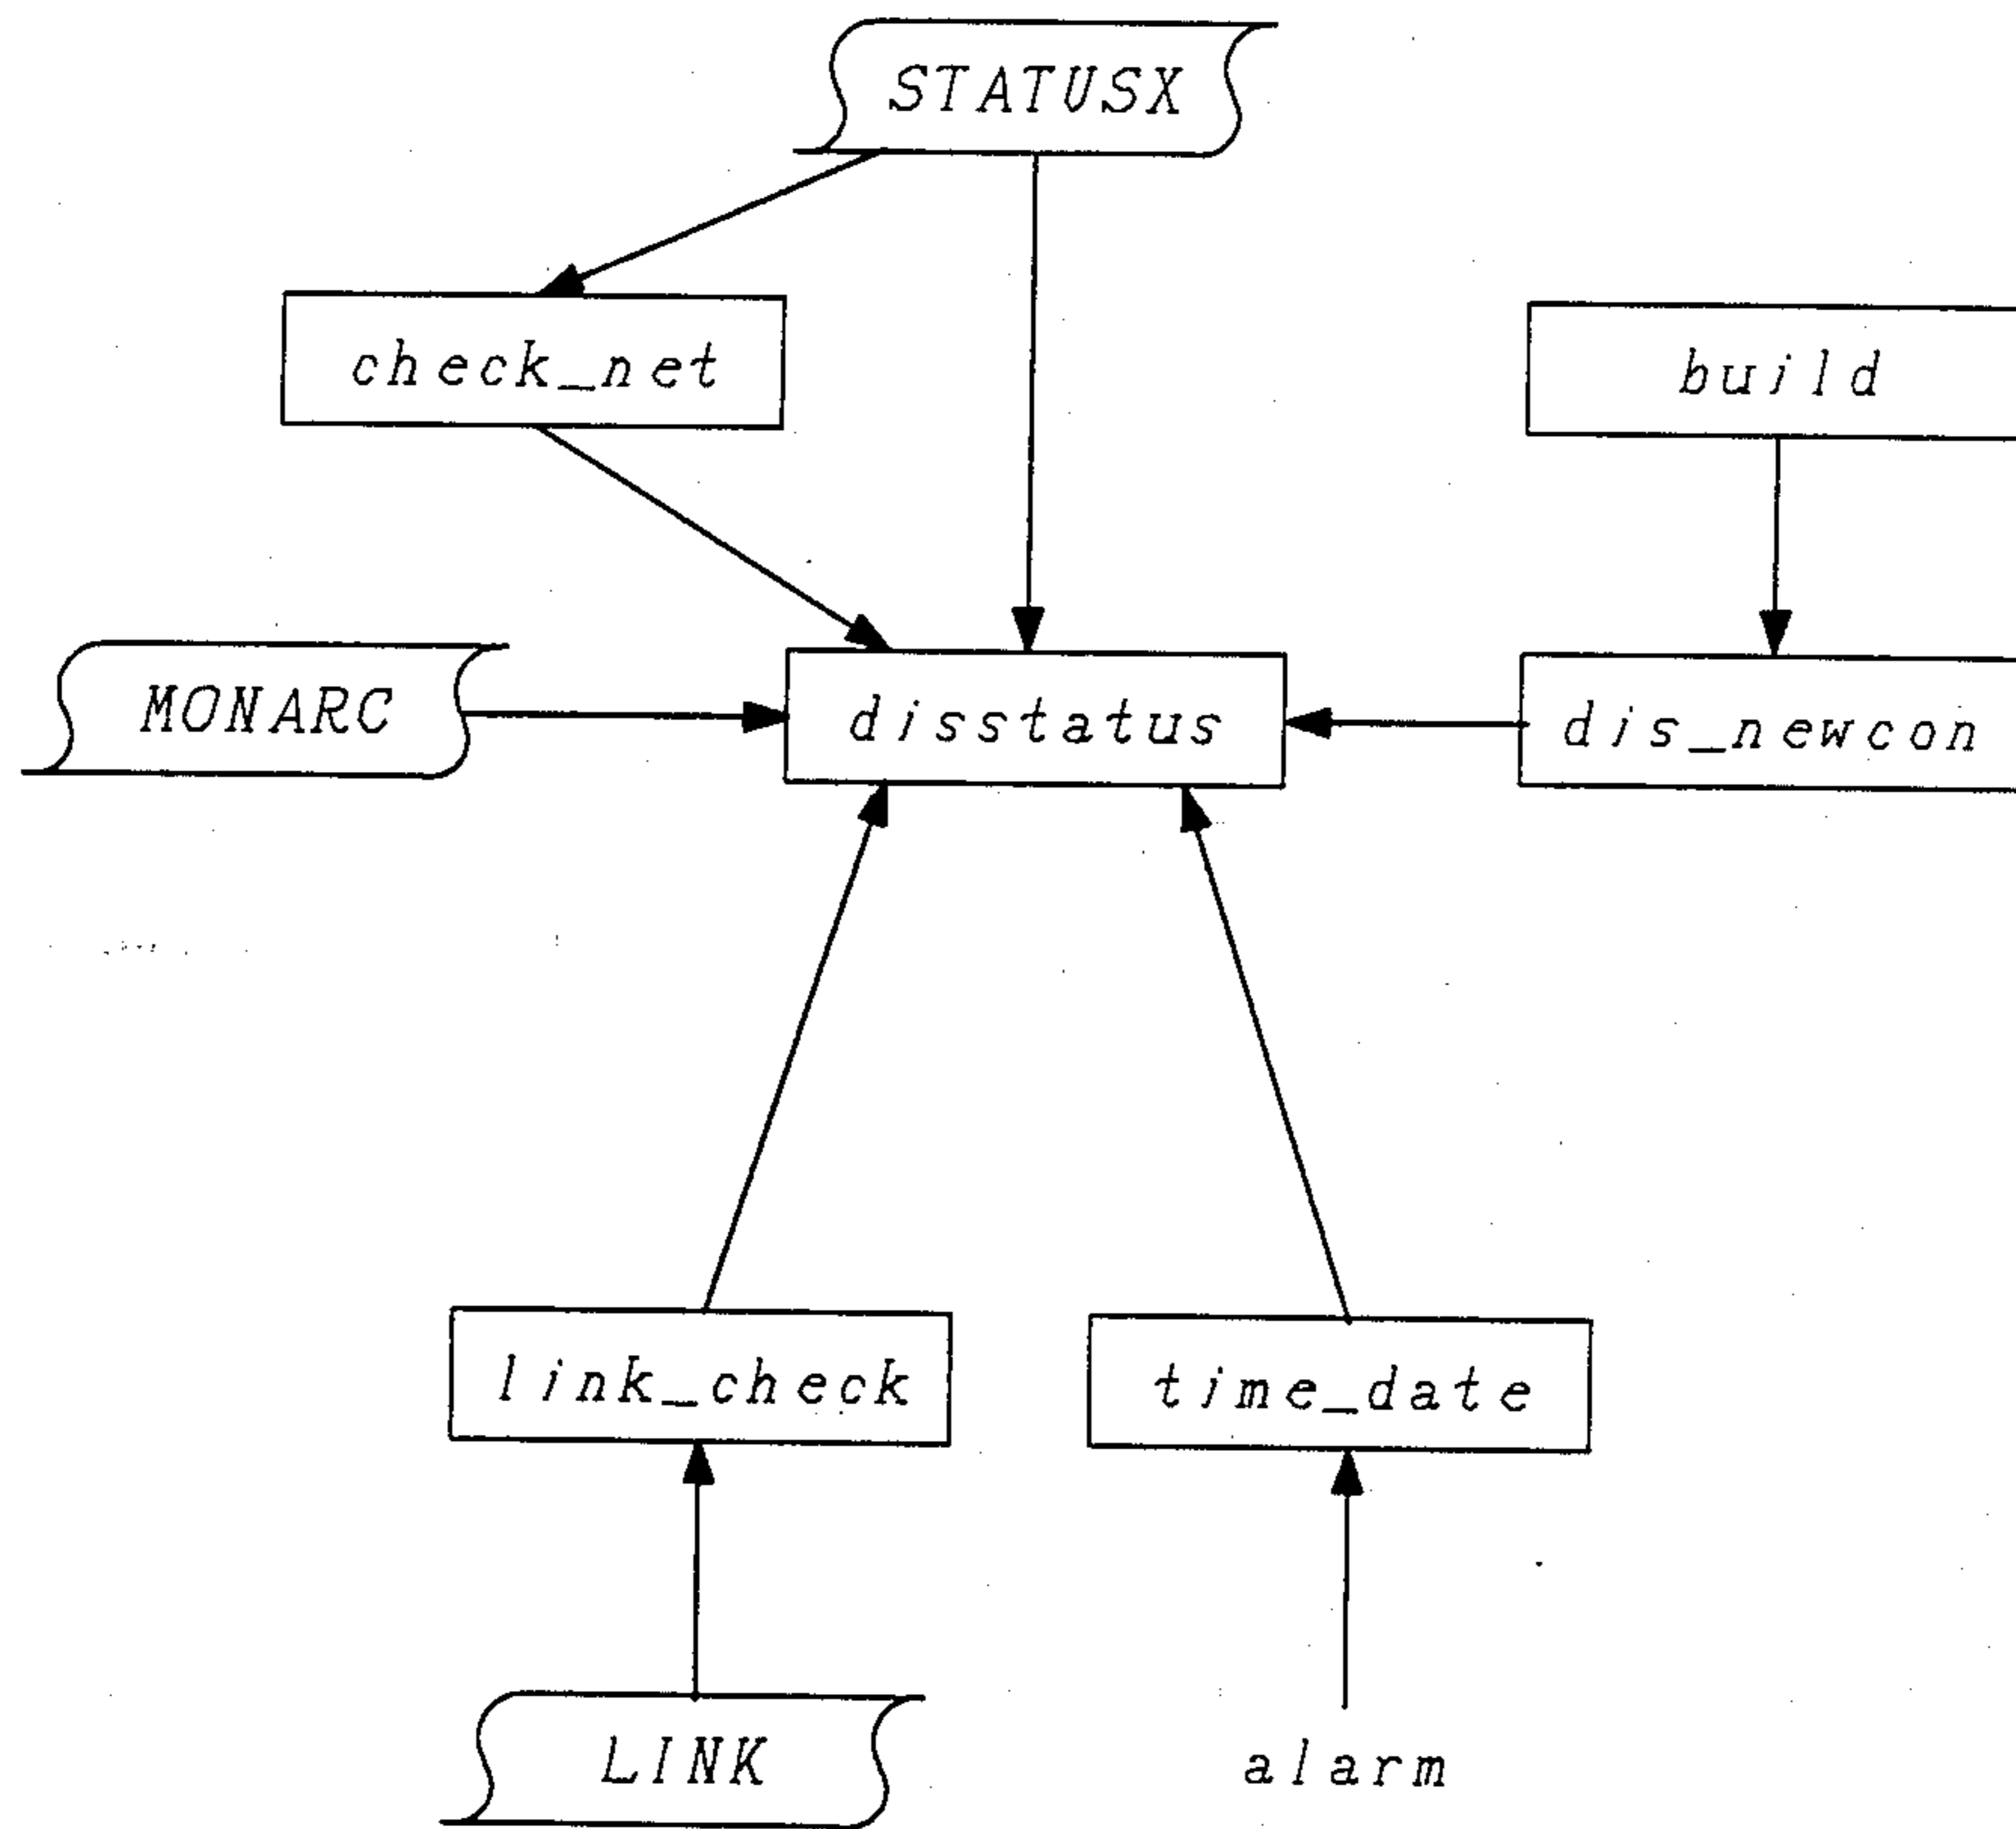 STATUSX
check_net
build
MONARC
disstatus
dis_newcon
link_check
time_date
LINK
alarm